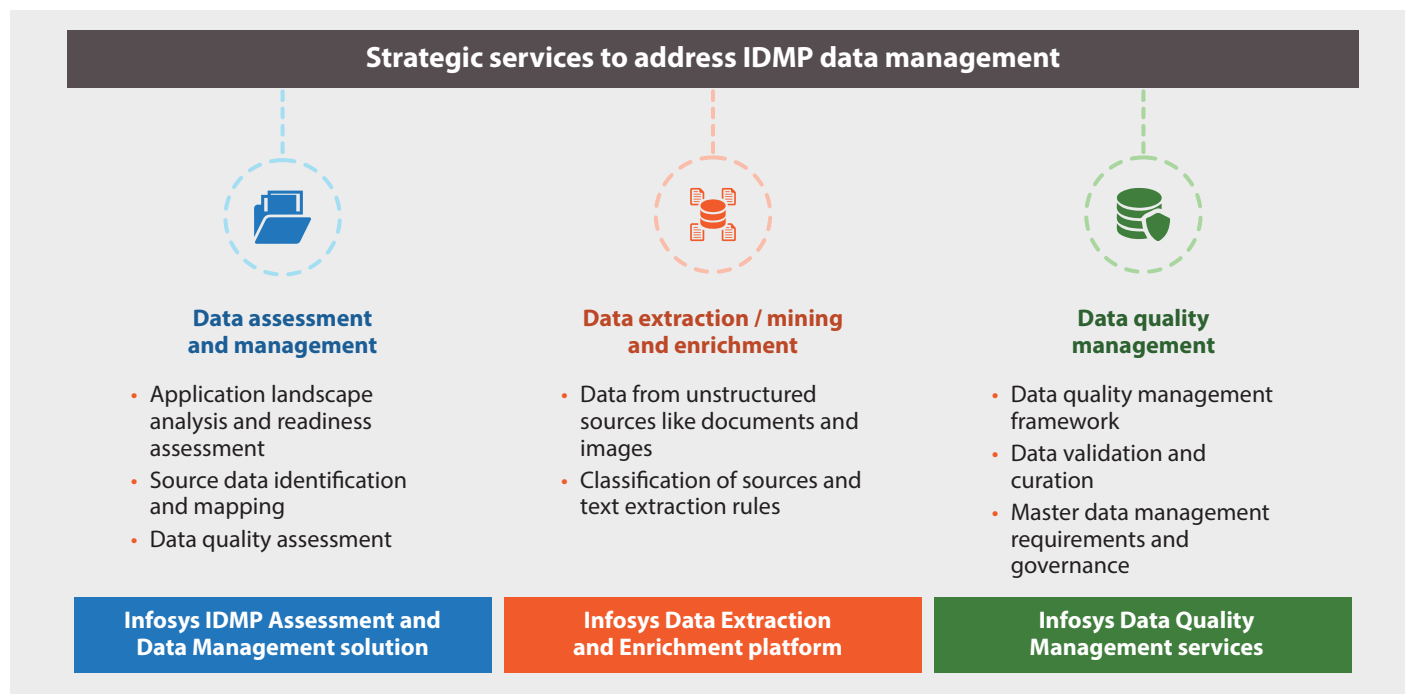 Strategic services to address IDMP data management
Data assessment
and management
• Application landscape
analysis and readiness
assessment
• Source data identification
and mapping
• Data quality assessment
Infosys IDMP Assessment and
Data Management solution
Data extraction / mining
and enrichment
• Data from unstructured
sources like documents and
images
• Classification of sources and
text extraction rules
Infosys Data Extraction
and Enrichment platform
Data quality
management
• Data quality management
framework
• Data validation and
curation
• Master data management
requirements and
governance
Infosys Data Quality
Management services